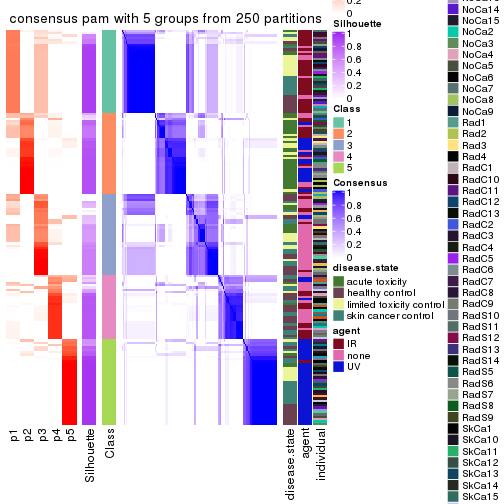 consensus pam with 5 groups from 250 partitions
p1
p2
p3
p4
p5
Silhouette
Class
disease.state
agent
individual
0.2
0
Silhouette
1
0.8
0.6
0.4
0.2
0
Class
1
2
3
4
5
Consensus
1
0.8
0.6
0.4
0.2
0
disease.state
acute toxicity
healthy control
limited toxicity control
skin cancer control
agent
IR
none
UV
NoCa14
NoCa15
NoCa2
NoCa3
NoCa4
NoCa5
NoCa6
NoCa7
NoCa8
NoCa9
Rad1
Rad2
Rad3
Rad4
RadC1
RadC10
RadC11
RadC12
RadC13
RadC2
RadC3
RadC4
RadC5
RadC6
RadC7
RadC8
RadC9
RadS10
RadS11
RadS12
RadS13
RadS14
RadS5
RadS6
RadS7
RadS8
RadS9
SkCa1
SkCa10
SkCa11
SkCa12
SkCa13
SkCa14
SkCa15